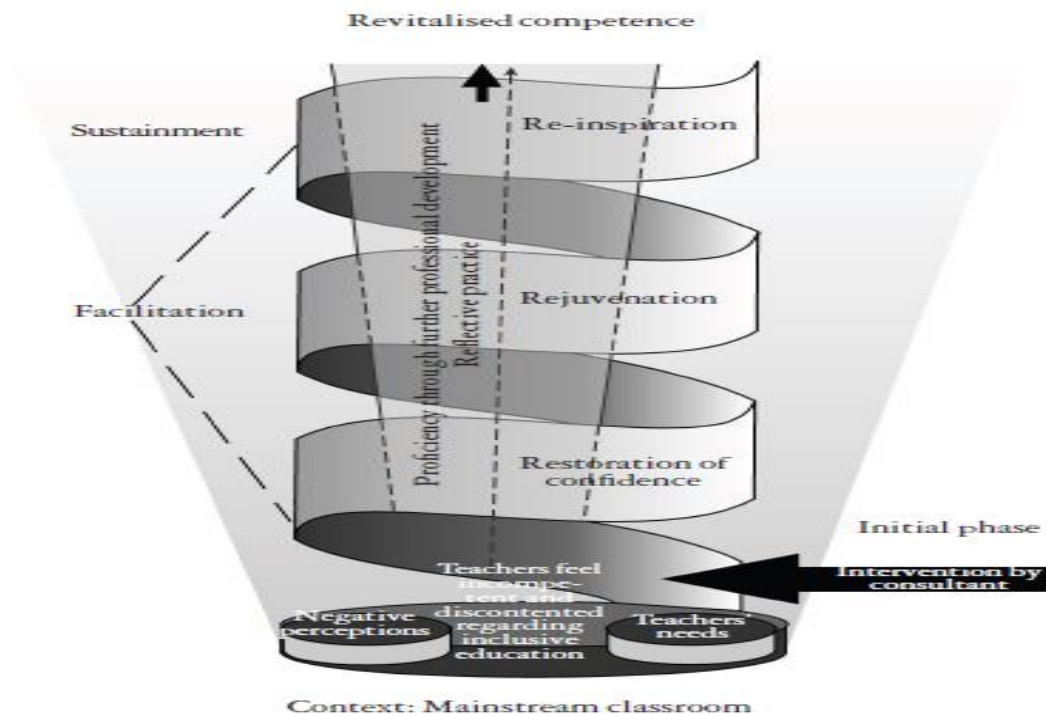 Revitalised competence
Sustainment
Re-inspiration
Proficiency through further professional development
Reflective practice
Facilitation
Rejuvenation
Restoration of
confidence
Initial phase
Intervention by
consultant
Teachers feel
incompe-
tent and
discontented
regarding
inclusive
education
Negative
perceptions
Teachers'
needs
Context: Mainstream classroom